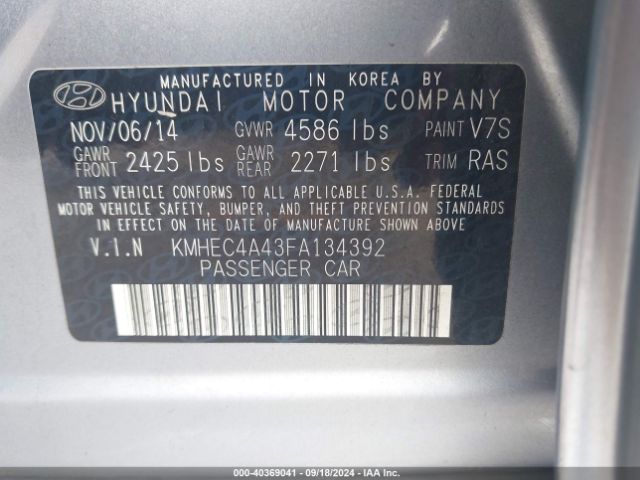 MANUFACTURED IN KOREA BY
HYUNDAI MOTOR COMPANY
NOV/06/14 GVWR 4586 lbs PAINT V7S
GAWR FRONT 2425 lbs GAWR REAR 2271 lbs TRIM RAS
THIS VEHICLE CONFORMS TO ALL APPLICABLE U.S.A. FEDERAL
MOTOR VEHICLE SAFETY, BUMPER, AND THEFT PREVENTION STANDARDS
IN EFFECT ON THE DATE OF MANUFACTURE SHOWN ABOVE
V.I.N KMHEC4A43FA134392
PASSENGER CAR
000-40369041 - 09/18/2024 - IAA Inc.